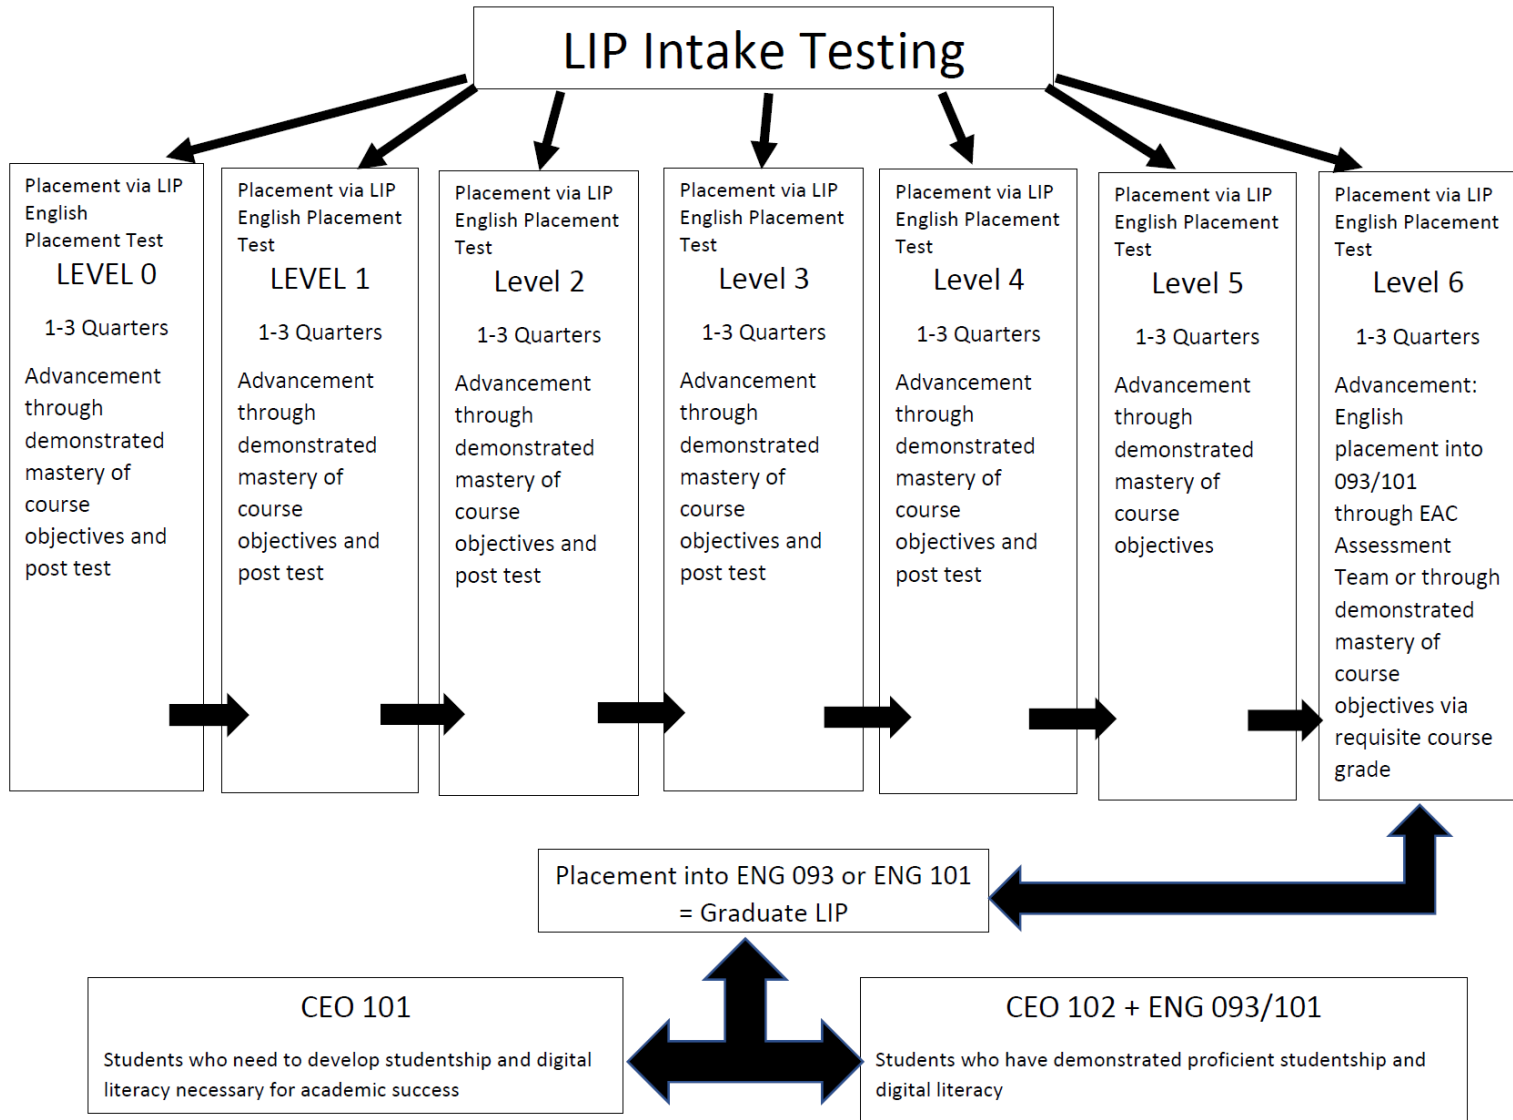 LIP Intake Testing
Placement via LIP
English
Placement Test
LEVEL 0
1-3 Quarters
Advancement
through
demonstrated
mastery of
course
objectives and
post test
Placement via LIP
English Placement
Test
LEVEL 1
1-3 Quarters
Advancement
through
demonstrated
mastery of
course
objectives and
post test
Placement via LIP
English Placement
Test
Level 2
1-3 Quarters
Advancement
through
demonstrated
mastery of
course
objectives and
post test
Placement via LIP
English Placement
Test
Level 3
1-3 Quarters
Advancement
through
demonstrated
mastery of
course
objectives and
post test
Placement via LIP
English Placement
Test
Level 4
1-3 Quarters
Advancement
through
demonstrated
mastery of
course
objectives and
post test
Placement via LIP
English Placement
Test
Level 5
1-3 Quarters
Advancement
through
demonstrated
mastery of
course
objectives
Placement via LIP
English Placement
Test
Level 6
1-3 Quarters
Advancement:
English
placement into
093/101
through EAC
Assessment
Team or through
demonstrated
mastery of
course
objectives via
requisite course
grade
Placement into ENG 093 or ENG 101
= Graduate LIP
CEO 101
Students who need to develop studentship and digital
literacy necessary for academic success
CEO 102 + ENG 093/101
Students who have demonstrated proficient studentship and
digital literacy